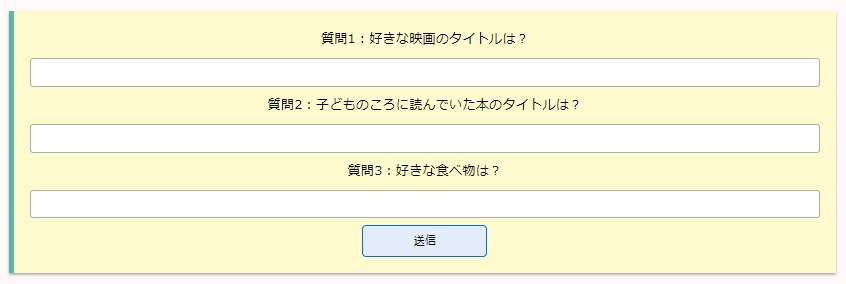 質問1：好きな映画のタイトルは？
質問2：子どものころに読んでいた本のタイトルは？
質問3：好きな食べ物は？
送信